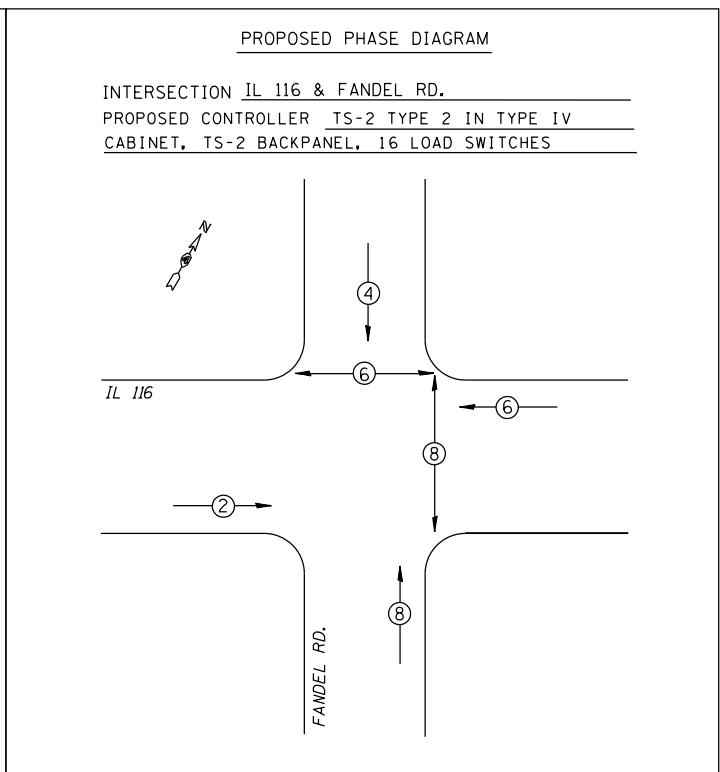 PROPOSED PHASE DIAGRAM
INTERSECTION IL 116 & FANDEL RD.
PROPOSED CONTROLLER TS-2 TYPE 2 IN TYPE IV
CABINET, TS-2 BACKPANEL, 16 LOAD SWITCHES
N
4
6
IL 116
6
8
2
8
FANDEL RD.